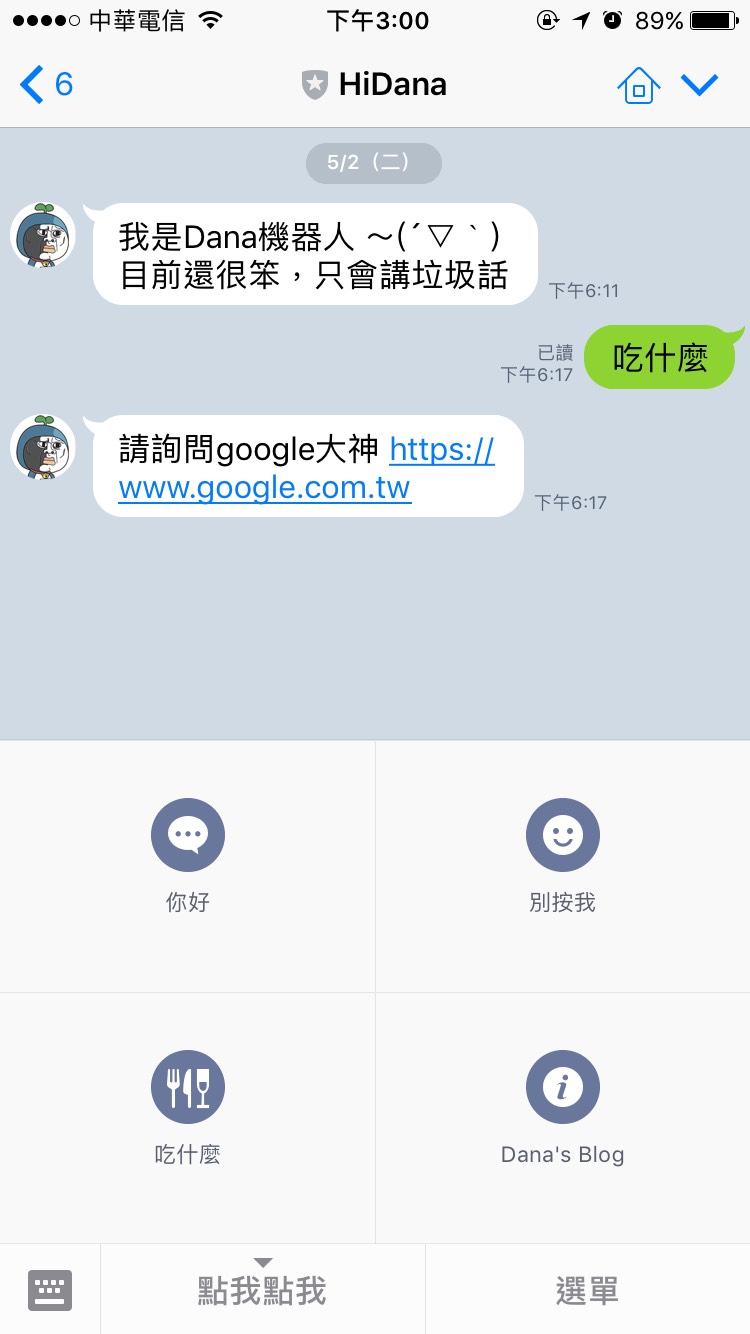 中華電信 下午3:00 89%
6 HiDana
5/2（二）
我是Dana機器人 ～(´▽｀)
目前還很笨，只會講垃圾話
下午6:11
已讀
下午6:17
吃什麼
請詢問google大神 https://
www.google.com.tw
下午6:17
你好
別按我
吃什麼
Dana's Blog
點我點我
選單